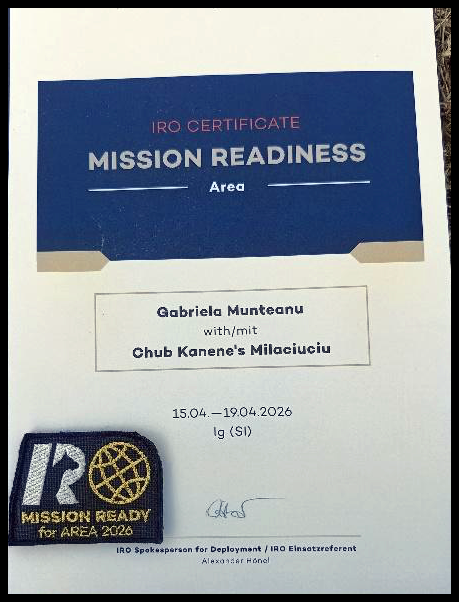 IRO CERTIFICATE
MISSION READINESS
Area
Gabriela Munteanu
with/mit
Chub Kanene's Milaciuciu
15.04.—19.04.2026
Ig (SI)
IRO
MISSION READY
for AREA 2026
IRO Spokesperson for Deployment / IRO Einsatzreferent
Alexander Hönel